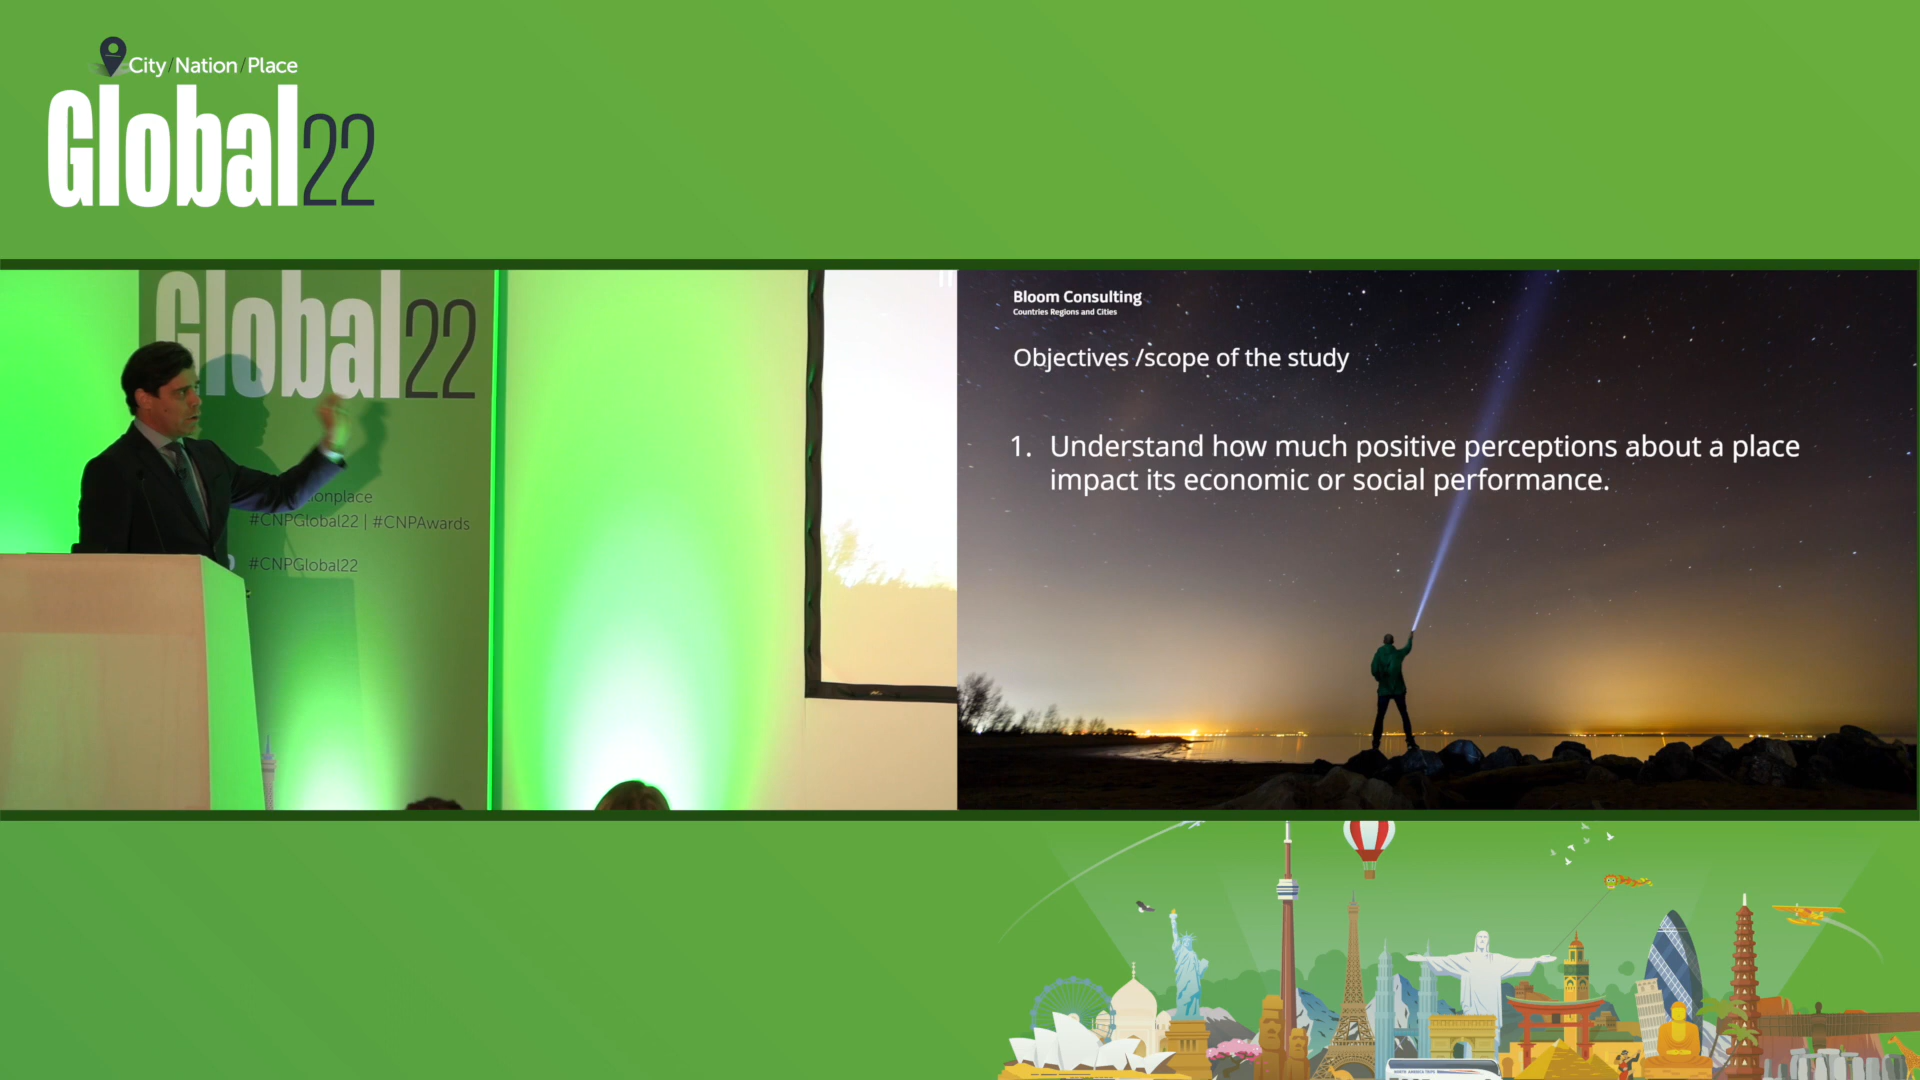 City/Nation/Place
Global22
Global22
ionplace
#CNPGlobal22 | #CNPAwards
#CNPGlobal22
Bloom Consulting
Countries Regions and Cities
Objectives /scope of the study
1. Understand how much positive perceptions about a place
impact its economic or social performance.